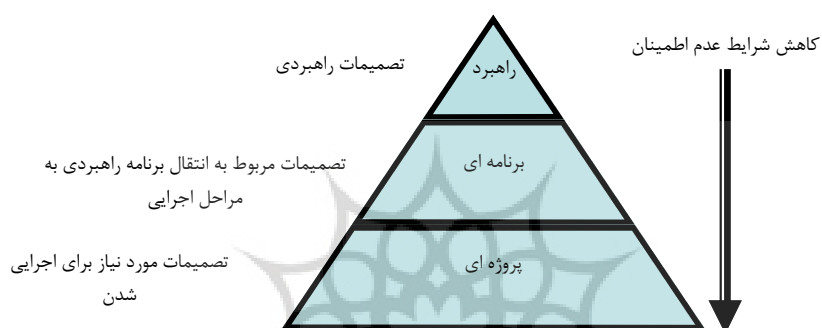 کاهش شرایط عدم اطمینان
راهبرد
تصمیمات راهبردی
برنامه ای
تصمیمات مربوط به انتقال برنامه راهبردی به
مراحل اجرایی
پروژه ای
تصمیمات مورد نیاز برای اجرایی
شدن